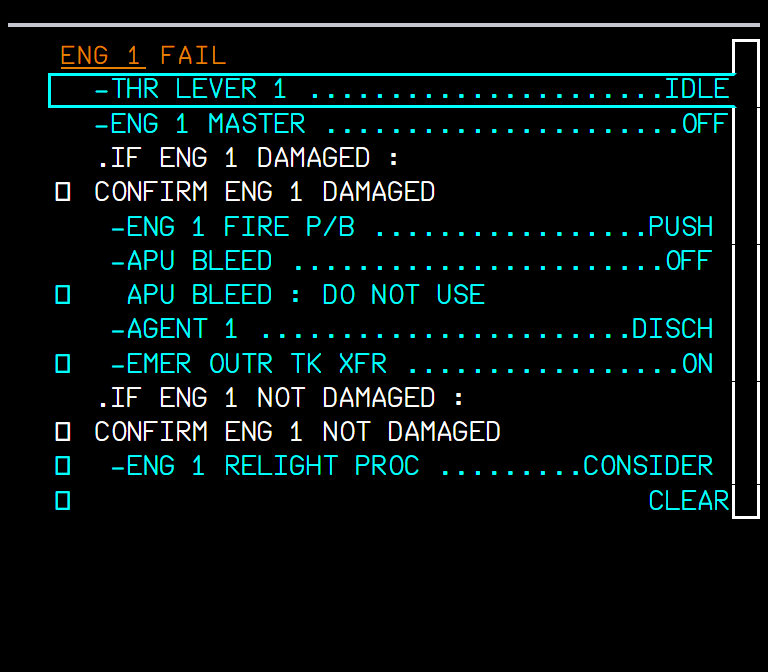 ENG 1 FAIL
-THR LEVER 1 ......................IDLE
-ENG 1 MASTER ......................OFF
.IF ENG 1 DAMAGED :
CONFIRM ENG 1 DAMAGED
-ENG 1 FIRE P/B .................PUSH
-APU BLEED .......................OFF
APU BLEED : DO NOT USE
-AGENT 1 .......................DISCH
-EMER OUTR TK XFR .................ON
.IF ENG 1 NOT DAMAGED :
CONFIRM ENG 1 NOT DAMAGED
-ENG 1 RELIGHT PROC .........CONSIDER
CLEAR